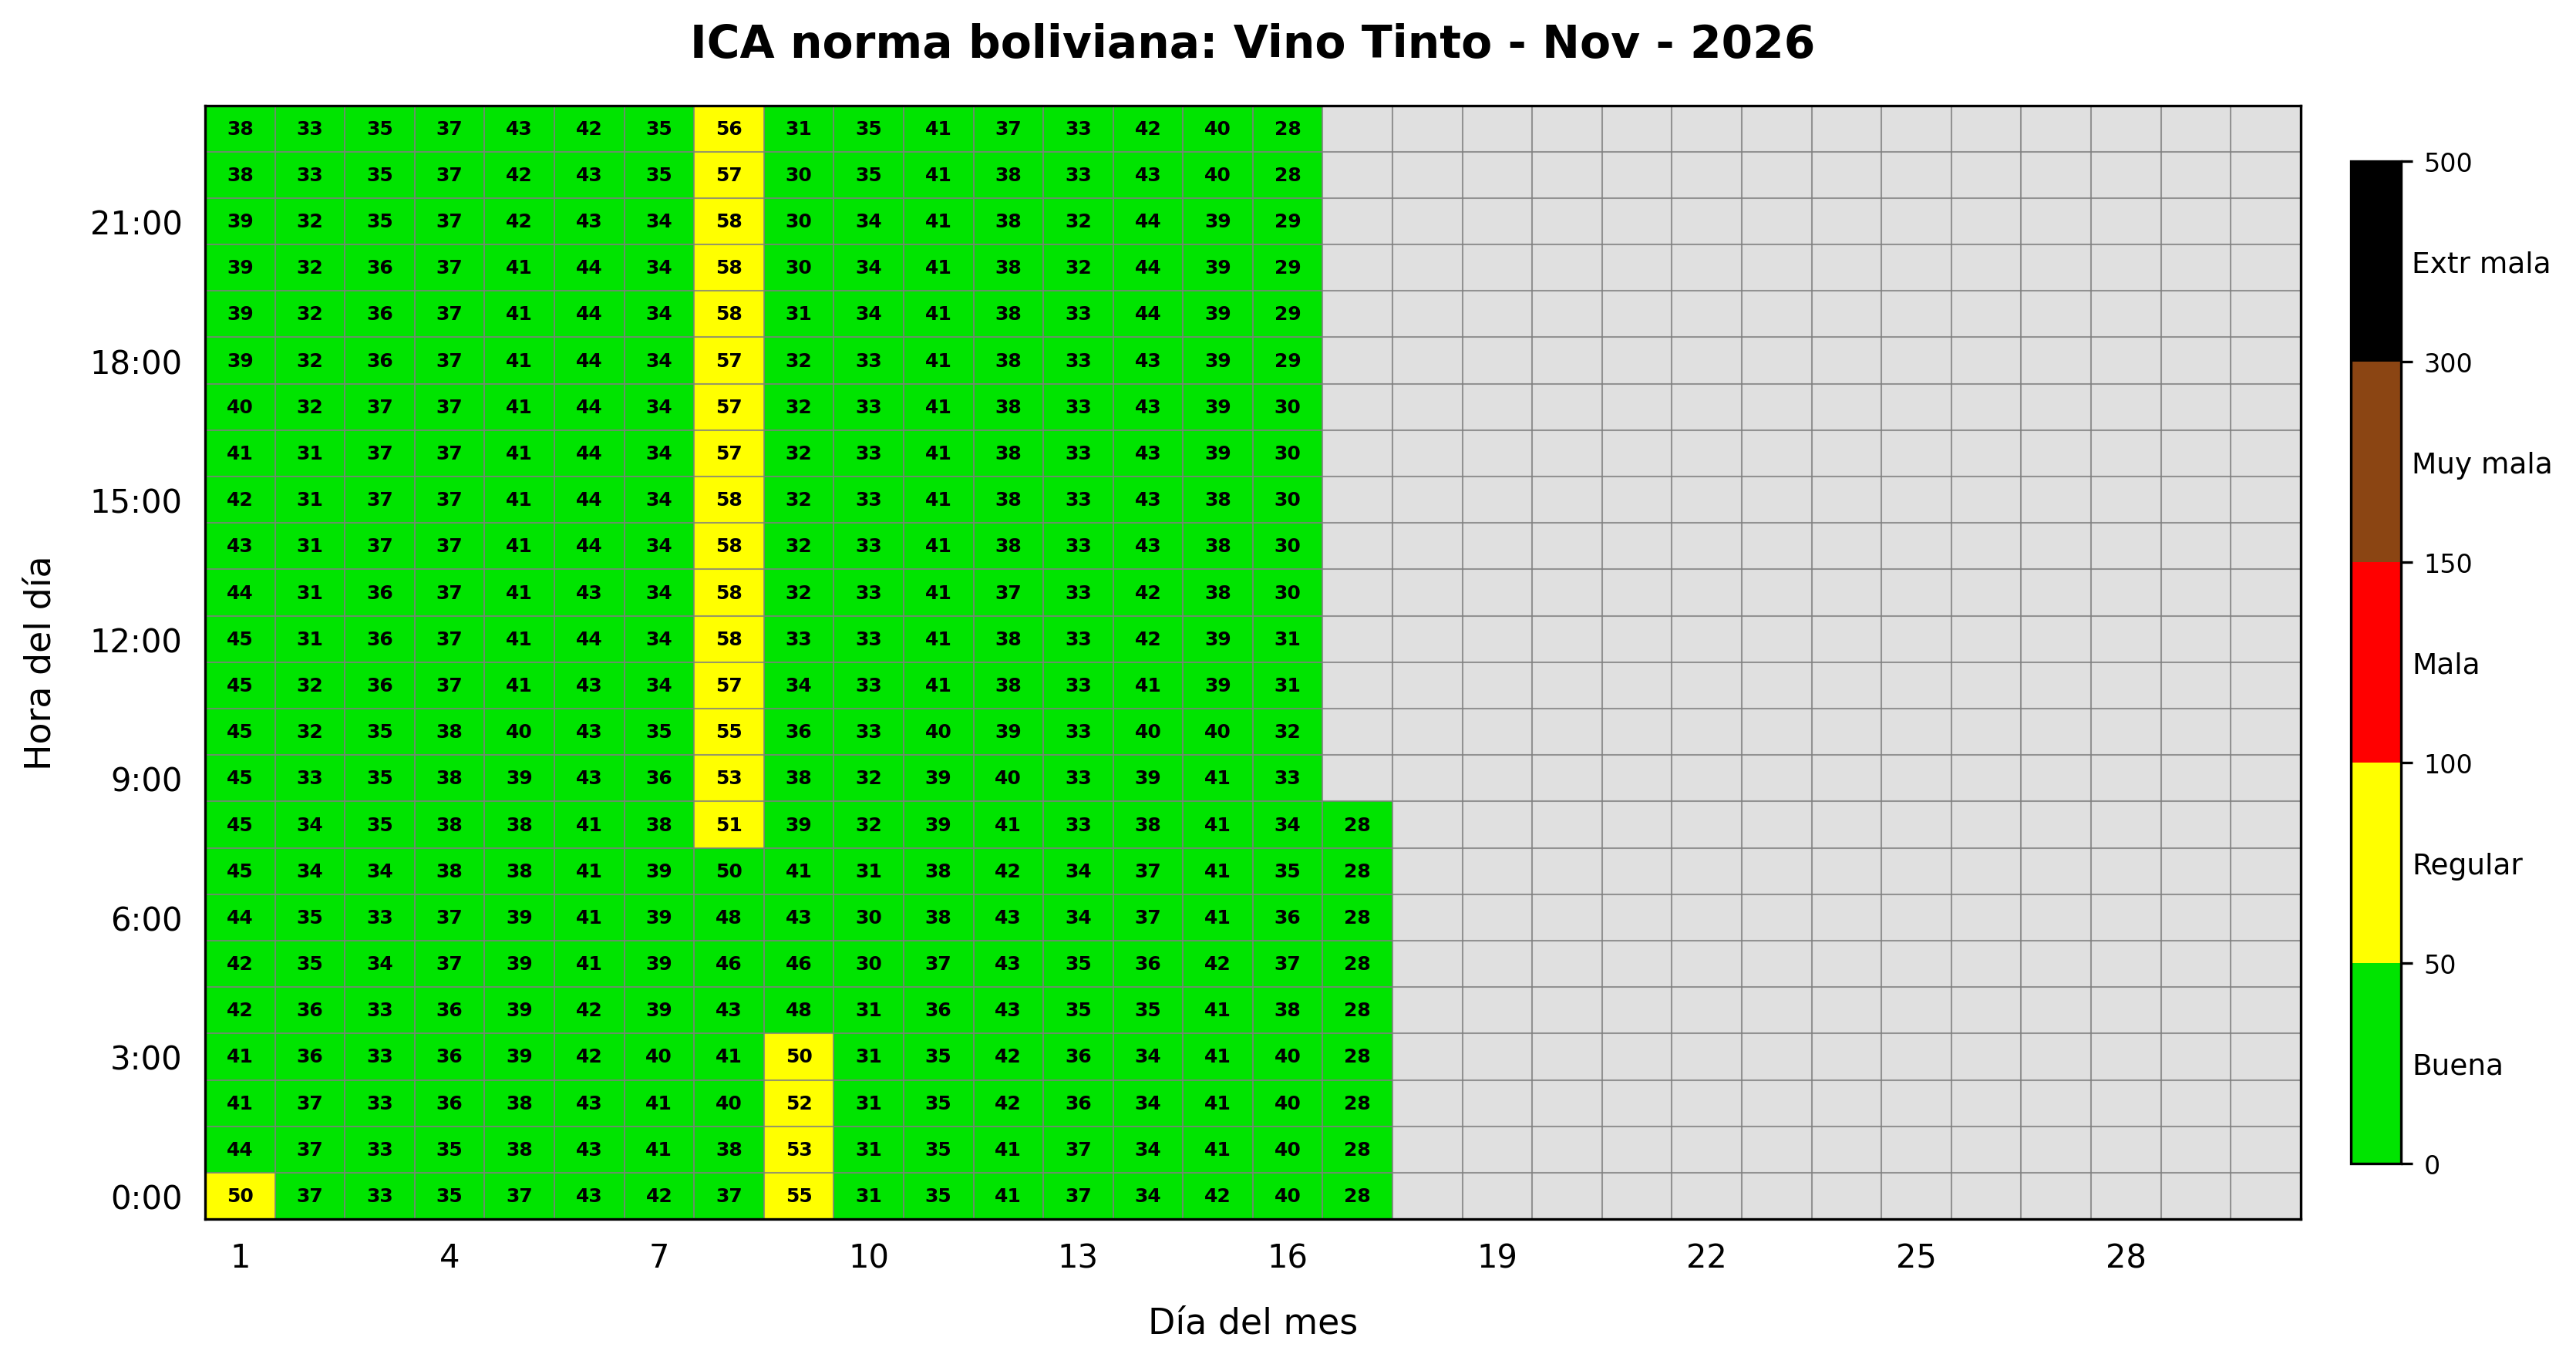 ICA norma boliviana: Vino Tinto - Nov - 2026
38 33 35 37 43 42 35 56 31 35 41 37 33 42 40 28
38 33 35 37 42 43 35 57 30 35 41 38 33 43 40 28
21:00 39 32 35 37 42 43 34 58 30 34 41 38 32 44 39 29
39 32 36 37 41 44 34 58 30 34 41 38 32 44 39 29
39 32 36 37 41 44 34 58 31 34 41 38 33 44 39 29
18:00 39 32 36 37 41 44 34 57 32 33 41 38 33 43 39 29
40 32 37 37 41 44 34 57 32 33 41 38 33 43 39 30
41 31 37 37 41 44 34 57 32 33 41 38 33 43 39 30
15:00 42 31 37 37 41 44 34 58 32 33 41 38 33 43 38 30
43 31 37 37 41 44 34 58 32 33 41 38 33 43 38 30
44 31 36 37 41 43 34 58 32 33 41 37 33 42 38 30
12:00 45 31 36 37 41 44 34 58 33 33 41 38 33 42 39 31
45 32 36 37 41 43 34 57 34 33 41 38 33 41 39 31
45 32 35 38 40 43 35 55 36 33 40 39 33 40 40 32
9:00 45 33 35 38 39 43 36 53 38 32 39 40 33 39 41 33
45 34 35 38 38 41 38 51 39 32 39 41 33 38 41 34 28
45 34 34 38 38 41 39 50 41 31 38 42 34 37 41 35 28
6:00 44 35 33 37 39 41 39 48 43 30 38 43 34 37 41 36 28
42 35 34 37 39 41 39 46 46 30 37 43 35 36 42 37 28
42 36 33 36 39 42 39 43 48 31 36 43 35 35 41 38 28
3:00 41 36 33 36 39 42 40 41 50 31 35 42 36 34 41 40 28
41 37 33 36 38 43 41 40 52 31 35 42 36 34 41 40 28
44 37 33 35 38 43 41 38 53 31 35 41 37 34 41 40 28
0:00 50 37 33 35 37 43 42 37 55 31 35 41 37 34 42 40 28
1 4 7 10 13 16 19 22 25 28
Día del mes
Hora del día
500
Extr mala
300
Muy mala
150
Mala
100
Regular
50
Buena
0